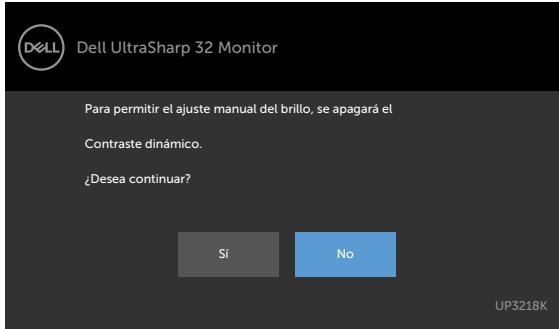 DELL
Dell UltraSharp 32 Monitor
Para permitir el ajuste manual del brillo, se apagará el
Contraste dinámico.
¿Desea continuar?
Sí
No
UP3218K